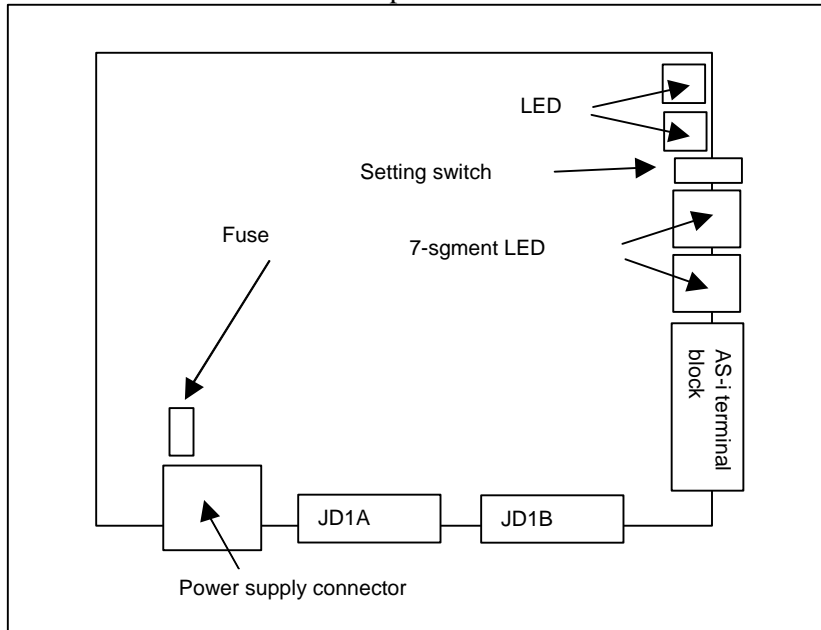 LED
Setting switch
Fuse
7-sgment LED
AS-i terminal
block
JD1A
JD1B
Power supply connector